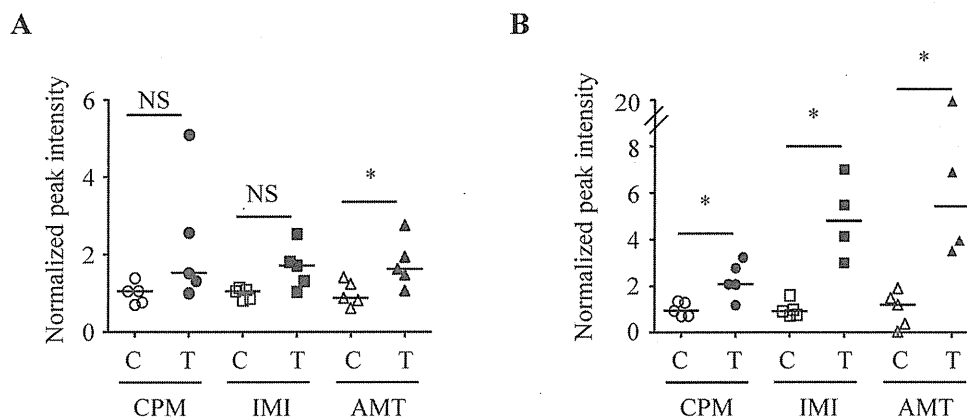 A
Normalized peak intensity
6
4
2
0
NS
NS
*
C T C T C T
CPM IMI AMT
B
Normalized peak intensity
20
8
6
4
2
0
*
*
*
C T C T C T
CPM IMI AMT